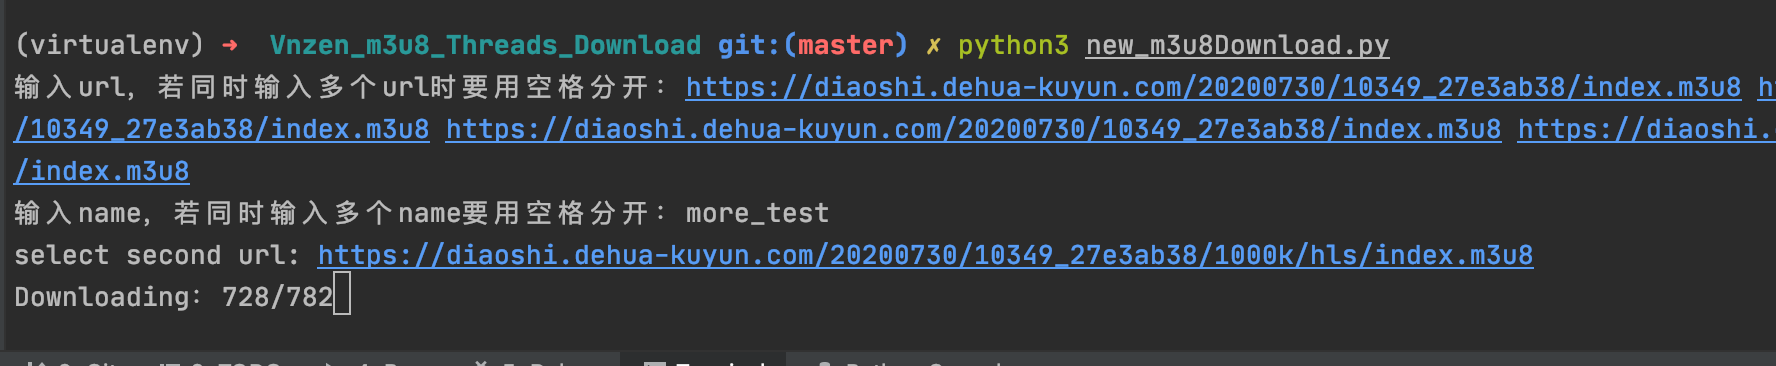 (virtualenv) ➜ Vnzen_m3u8_Threads_Download git:(master) ✗ python3 new_m3u8Download.py
输入url, 若同时输入多个url时要用空格分开: https://diaoshi.dehua-kuyun.com/20200730/10349_27e3ab38/index.m3u8
/10349_27e3ab38/index.m3u8 https://diaoshi.dehua-kuyun.com/20200730/10349_27e3ab38/index.m3u8 https://diaoshi.
/index.m3u8
输入name, 若同时输入多个name要用空格分开: more_test
select second url: https://diaoshi.dehua-kuyun.com/20200730/10349_27e3ab38/1000k/hls/index.m3u8
Downloading: 728/782